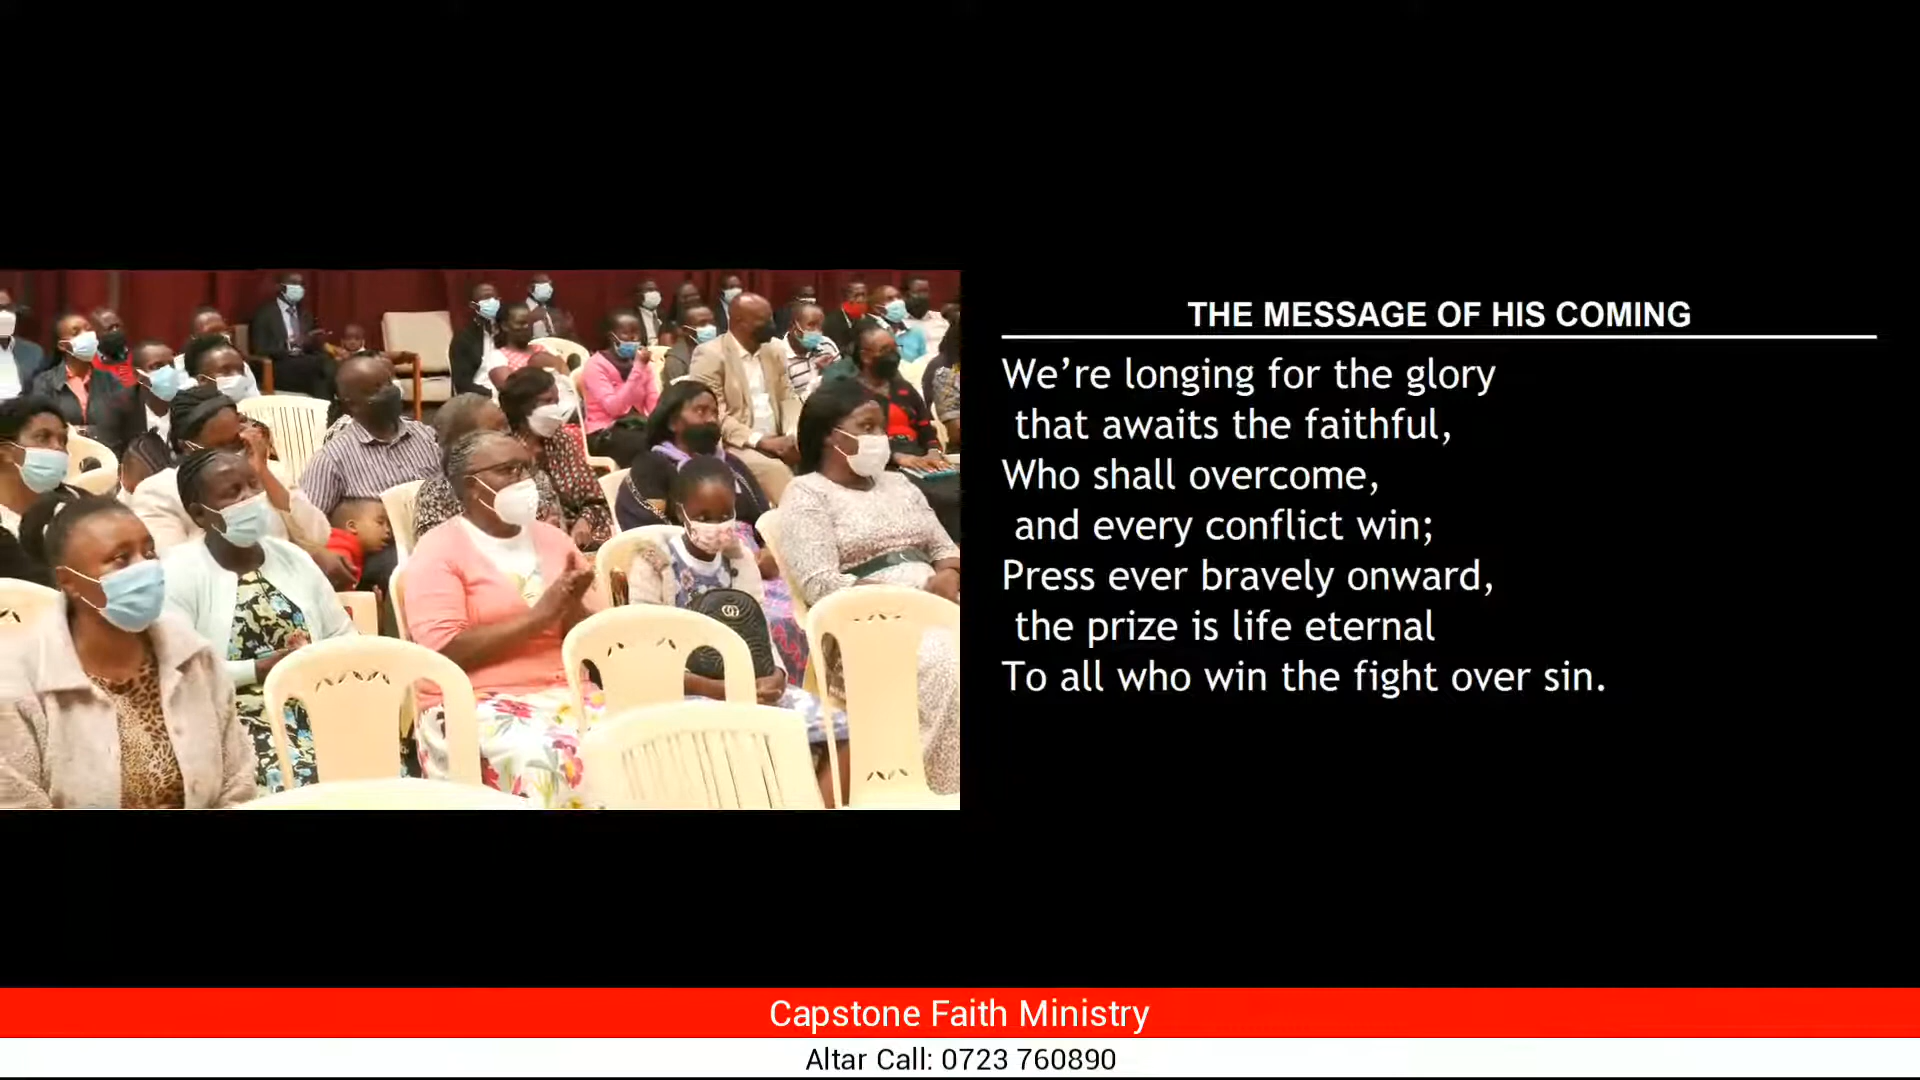 THE MESSAGE OF HIS COMING
We’re longing for the glory
that awaits the faithful,
Who shall overcome,
and every conflict win;
Press ever bravely onward,
the prize is life eternal
To all who win the fight over sin.
Capstone Faith Ministry
Altar Call: 0723 760890